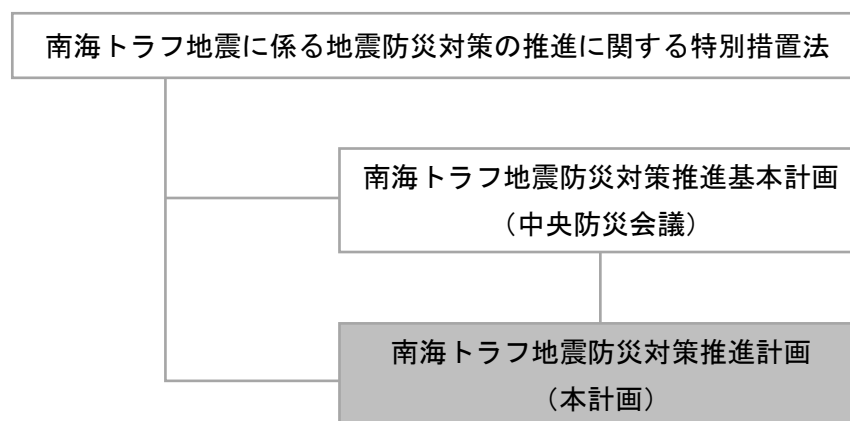 南海トラフ地震に係る地震防災対策の推進に関する特別措置法
南海トラフ地震防災対策推進基本計画
（中央防災会議）
南海トラフ地震防災対策推進計画
（本計画）